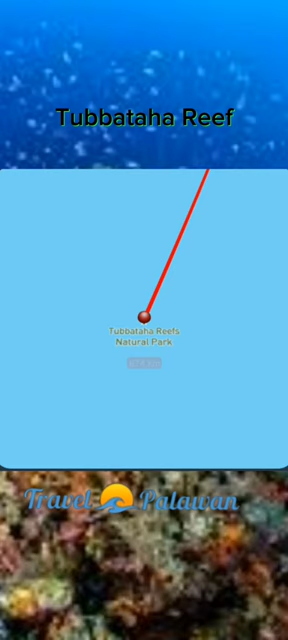 Tubbataha Reef
Tubbataha Reefs
Natural Park
Travel Palawan